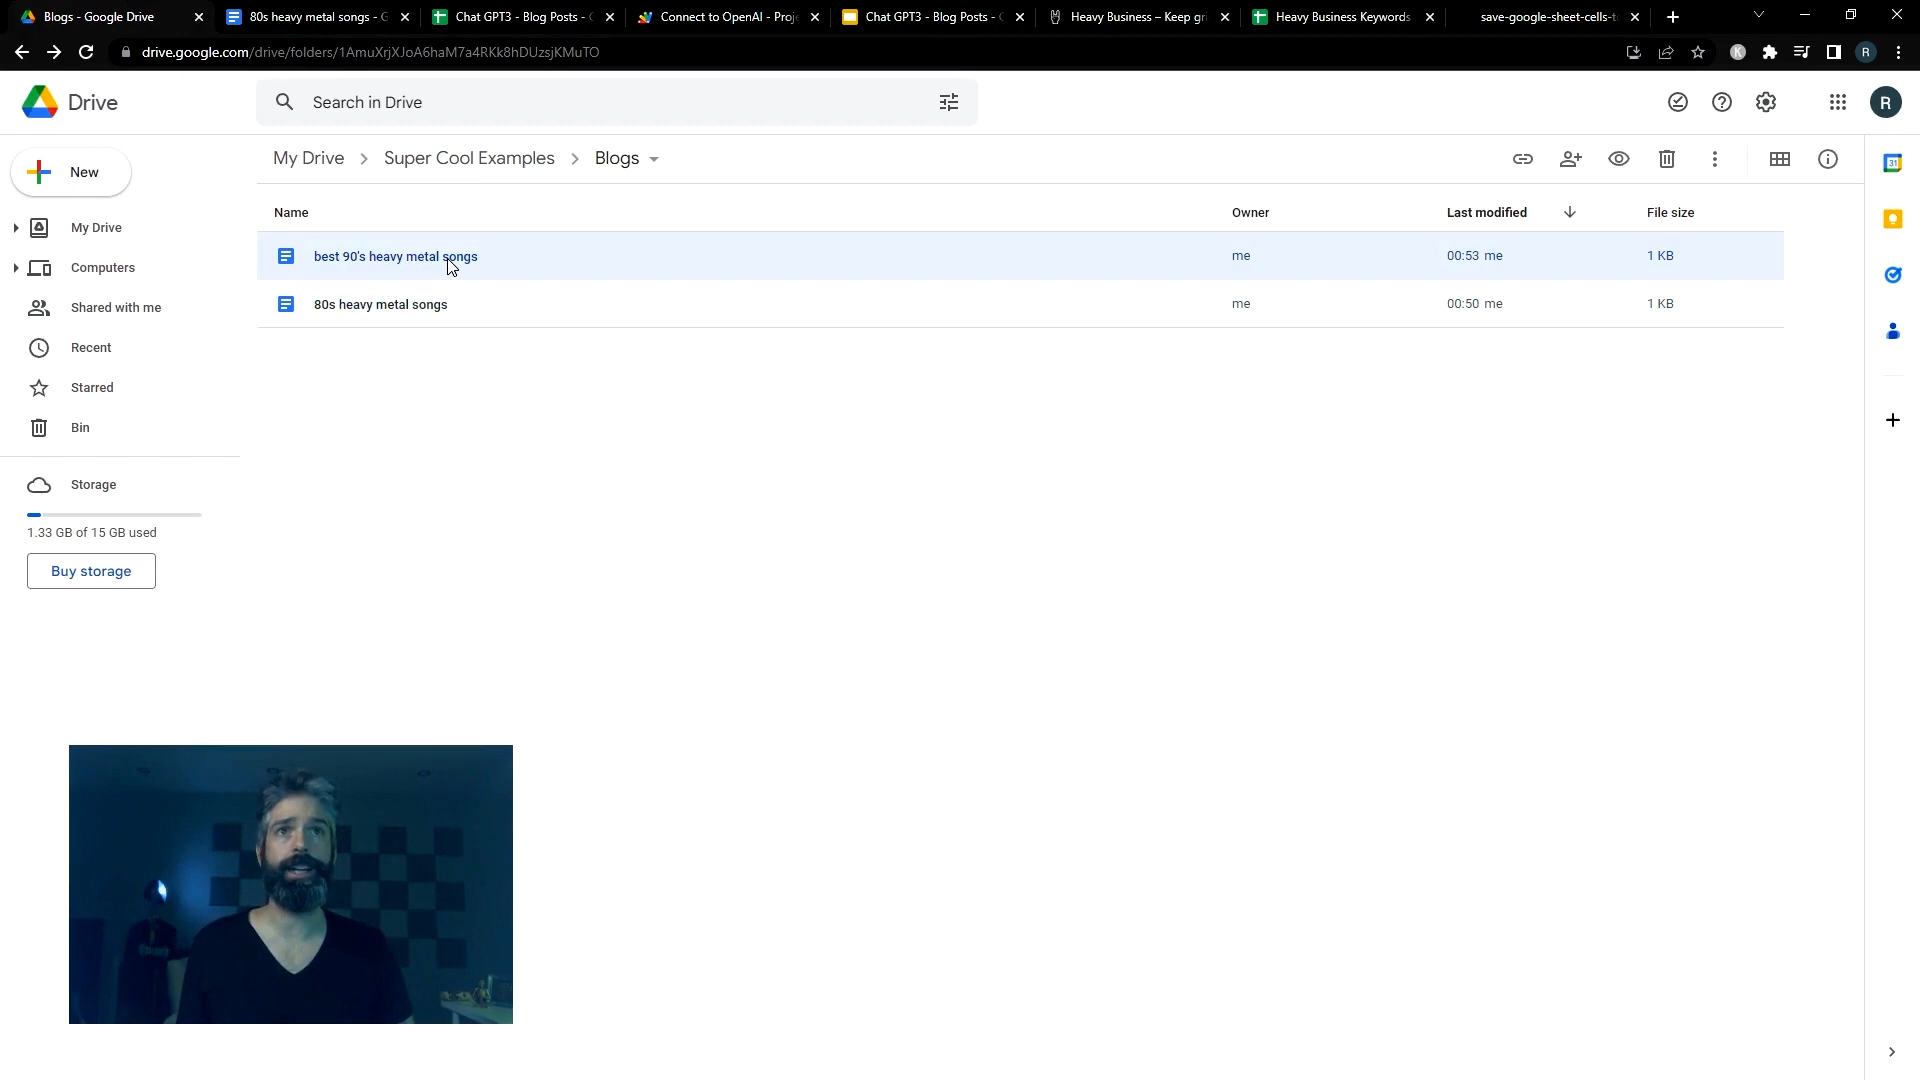 Blogs - Google Drive
80s heavy metal songs - G
Chat GPT3 - Blog Posts - G
Connect to OpenAI - Proje
Chat GPT3 - Blog Posts - G
Heavy Business – Keep gri
Heavy Business Keywords
save-google-sheet-cells-to
drive.google.com/drive/folders/1AmuXrjXJoA6haM7a4RKk8hDUzsjKMuTO
K
R
Drive
Search in Drive
R
New
My Drive
Computers
Shared with me
Recent
Starred
Bin
Storage
1.33 GB of 15 GB used
Buy storage
My Drive
Super Cool Examples
Blogs
Name
Owner
Last modified
File size
best 90's heavy metal songs
me
00:53 me
1 KB
80s heavy metal songs
me
00:50 me
1 KB
31